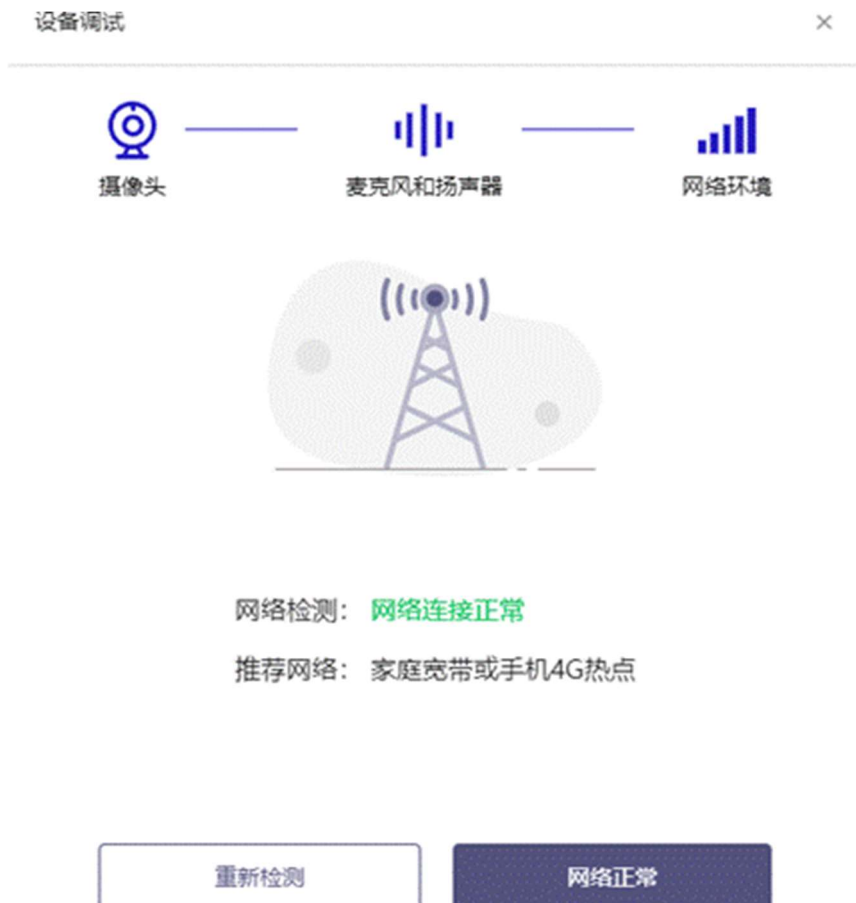 设备调试
摄像头
麦克风和扬声器
网络环境
网络检测： 网络连接正常
推荐网络： 家庭宽带或手机4G热点
重新检测
网络正常